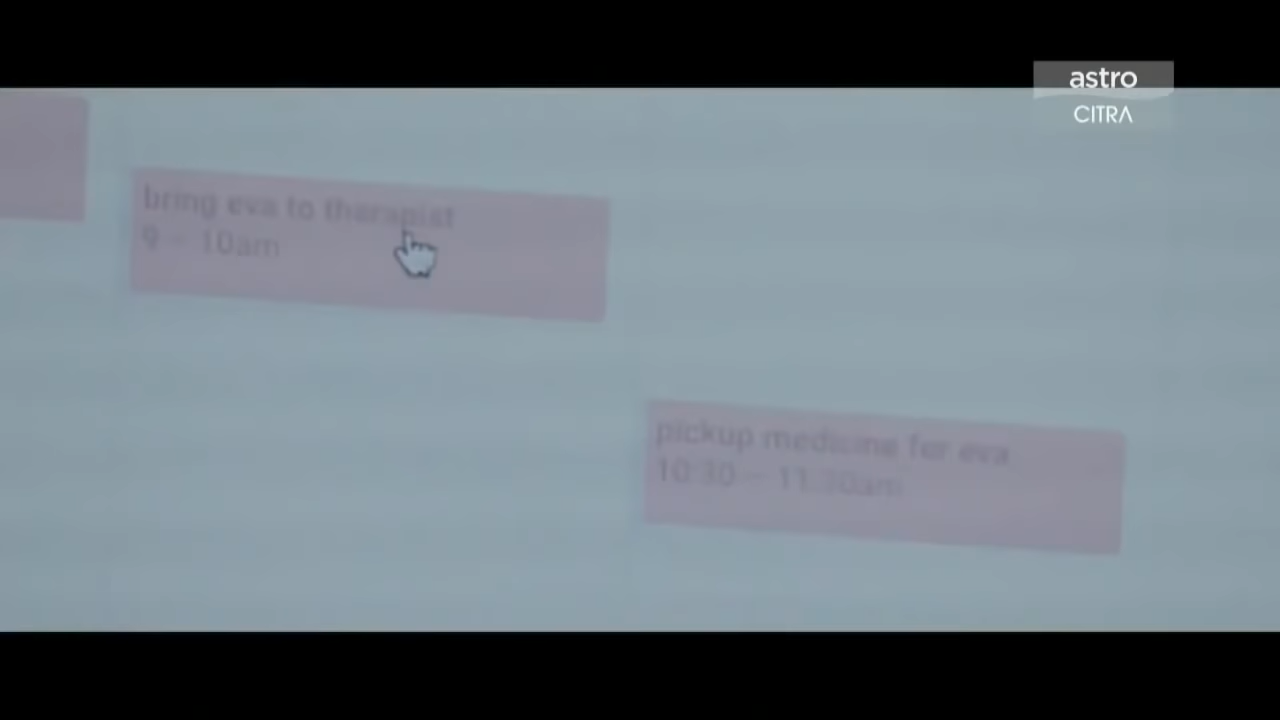 astro
CITRA
bring eva to therapist
9 – 10am
pickup medicine for eva
10:30 – 11:30am